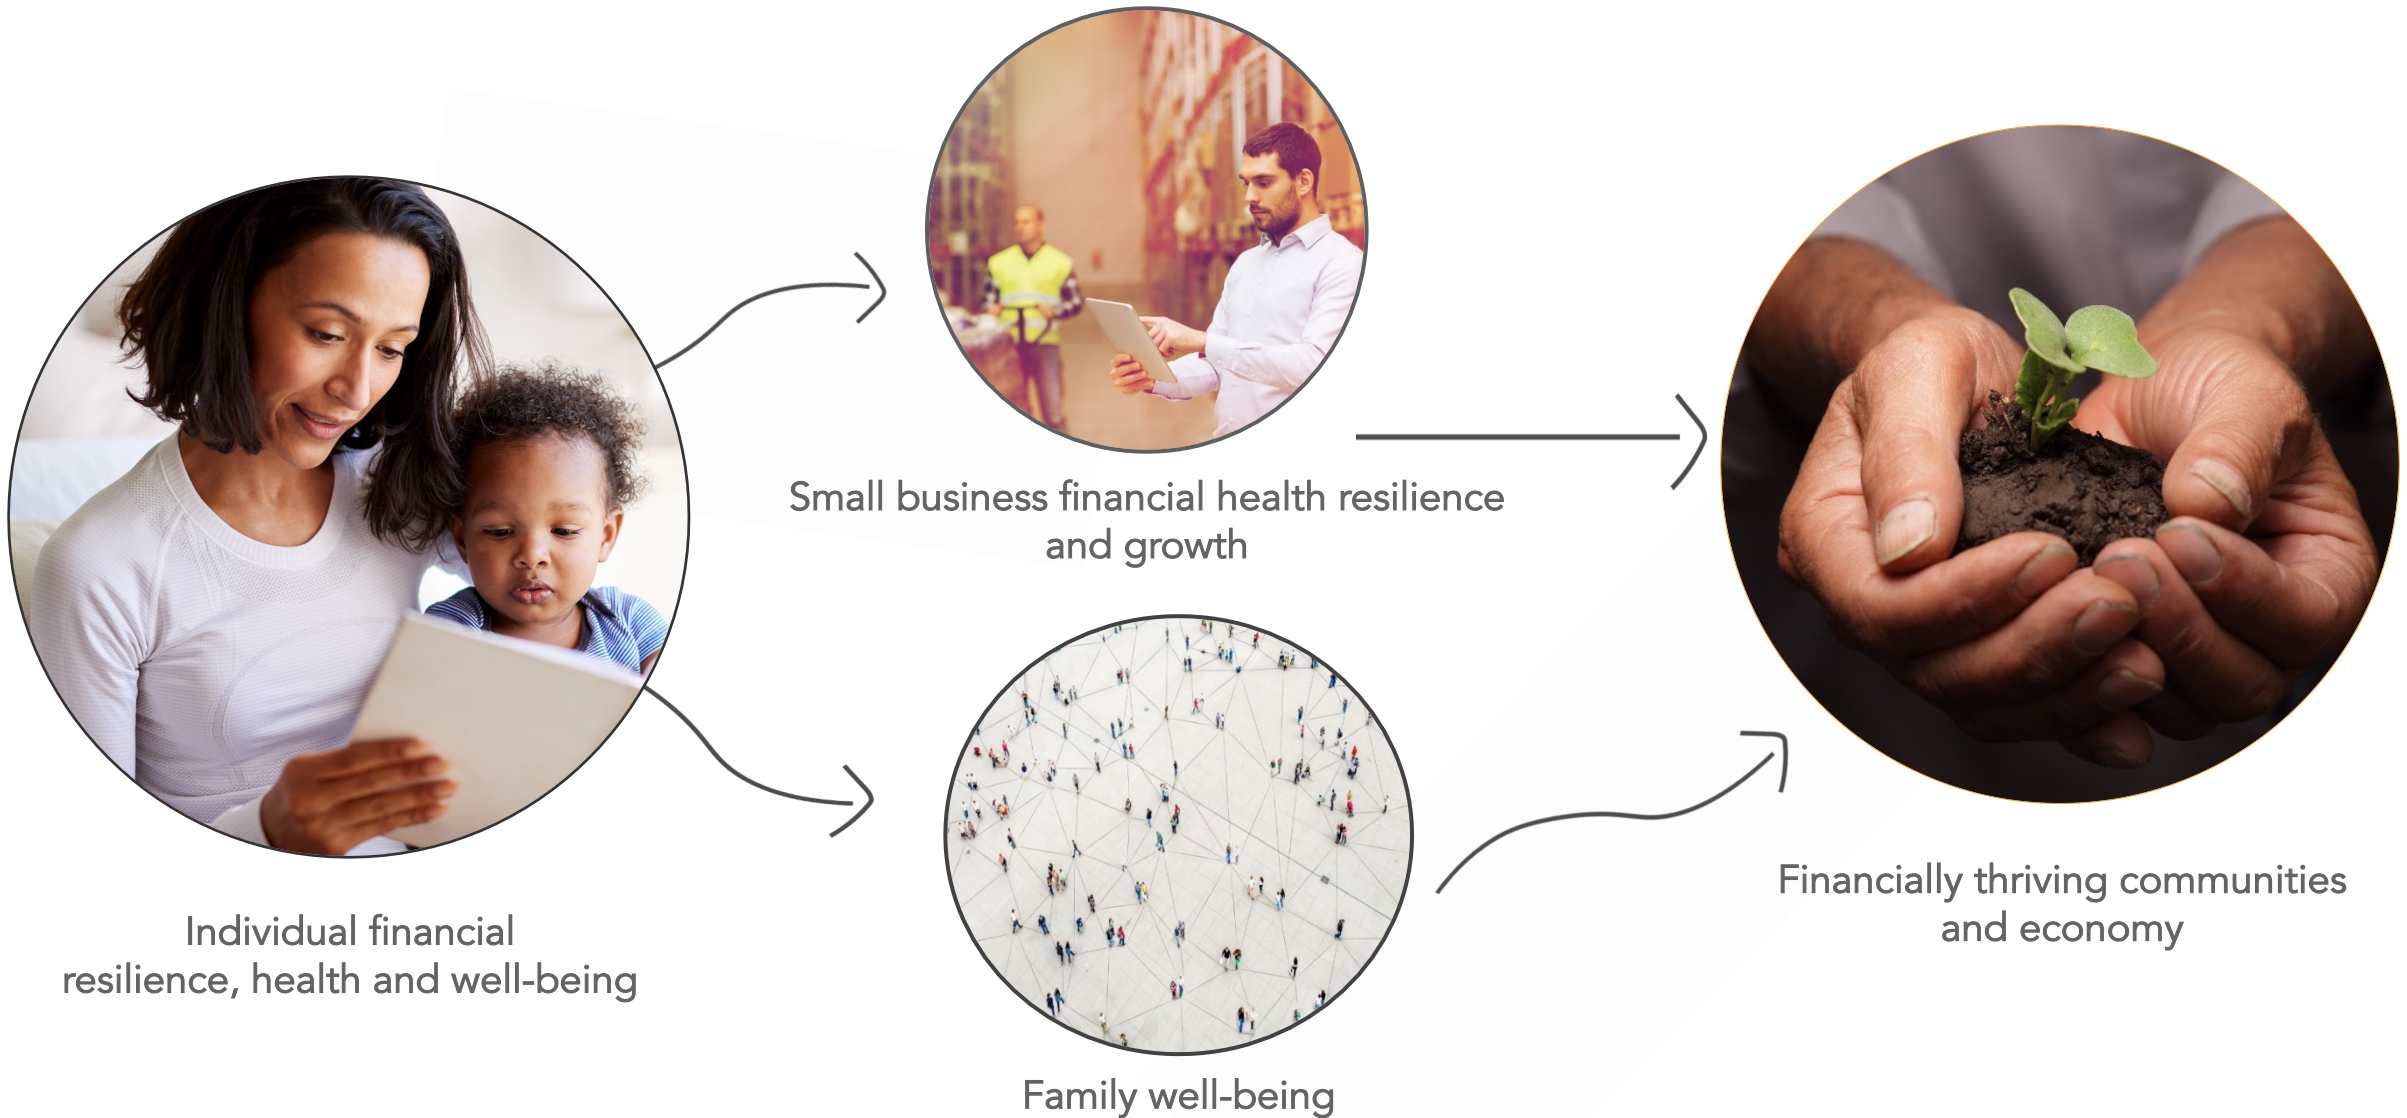 Small business financial health resilience
and growth
Individual financial
resilience, health and well-being
Family well-being
Financially thriving communities
and economy